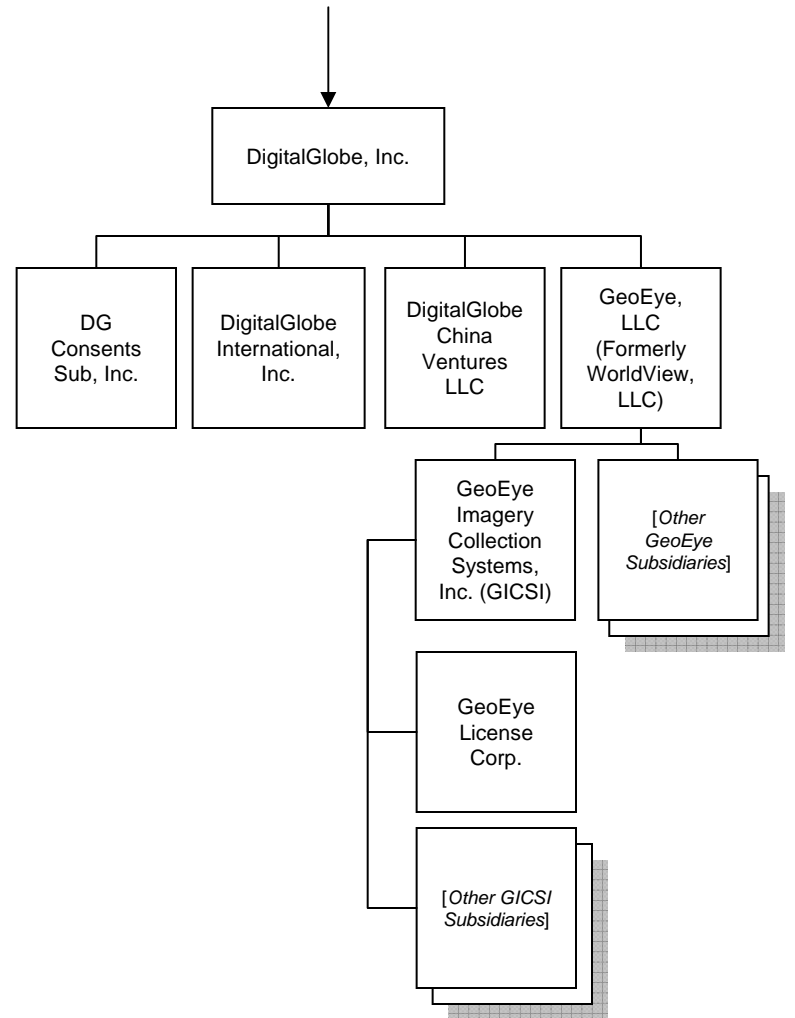 DigitalGlobe, Inc.
DG
Consents
Sub, Inc.
DigitalGlobe
International,
Inc.
DigitalGlobe
China
Ventures
LLC
GeoEye,
LLC
(Formerly
WorldView,
LLC)
GeoEye
Imagery
Collection
Systems,
Inc. (GICSI)
[Other
GeoEye
Subsidiaries]
GeoEye
License
Corp.
[Other GICSI
Subsidiaries]